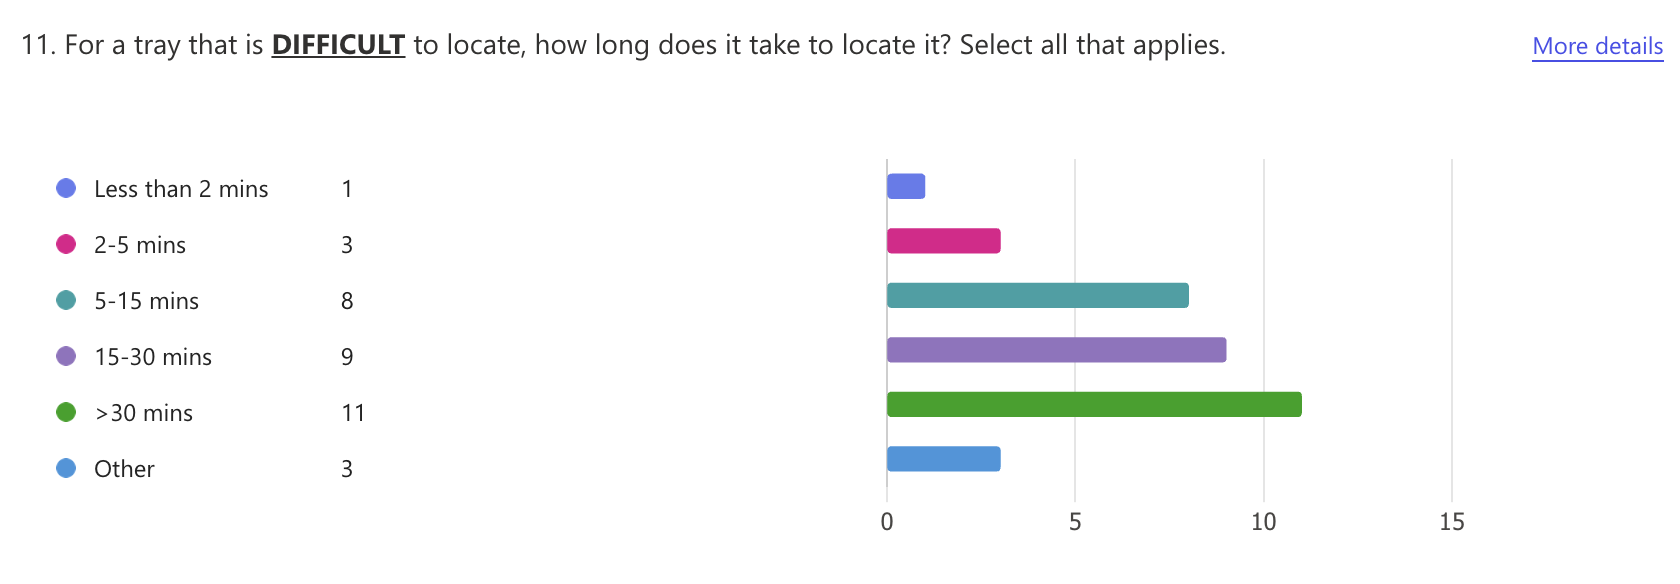 11. For a tray that is DIFFICULT to locate, how long does it take to locate it? Select all that applies.
More details
Less than 2 mins 1
2-5 mins 3
5-15 mins 8
15-30 mins 9
>30 mins 11
Other 3
0 5 10 15